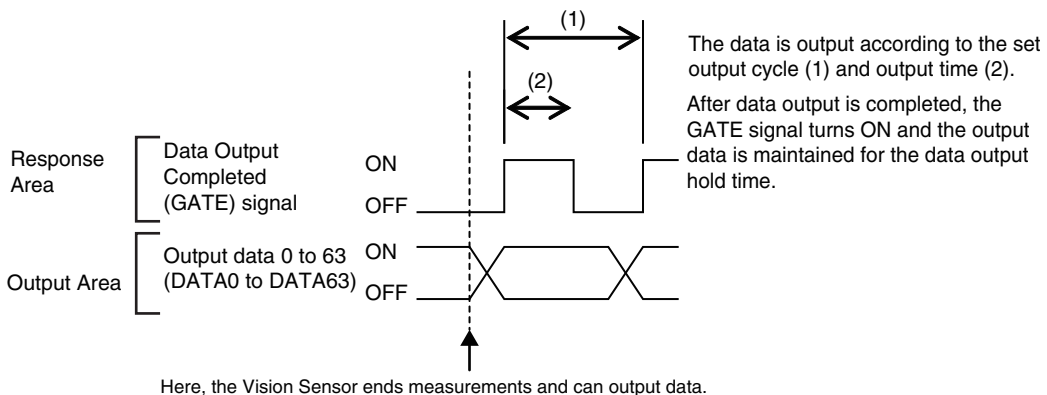 (1)
The data is output according to the set
output cycle (1) and output time (2).
(2)
After data output is completed, the
GATE signal turns ON and the output
data is maintained for the data output
hold time.
Response
Area
Data Output
Completed
(GATE) signal
ON
OFF
Output Area
Output data 0 to 63
(DATA0 to DATA63)
ON
OFF
Here, the Vision Sensor ends measurements and can output data.